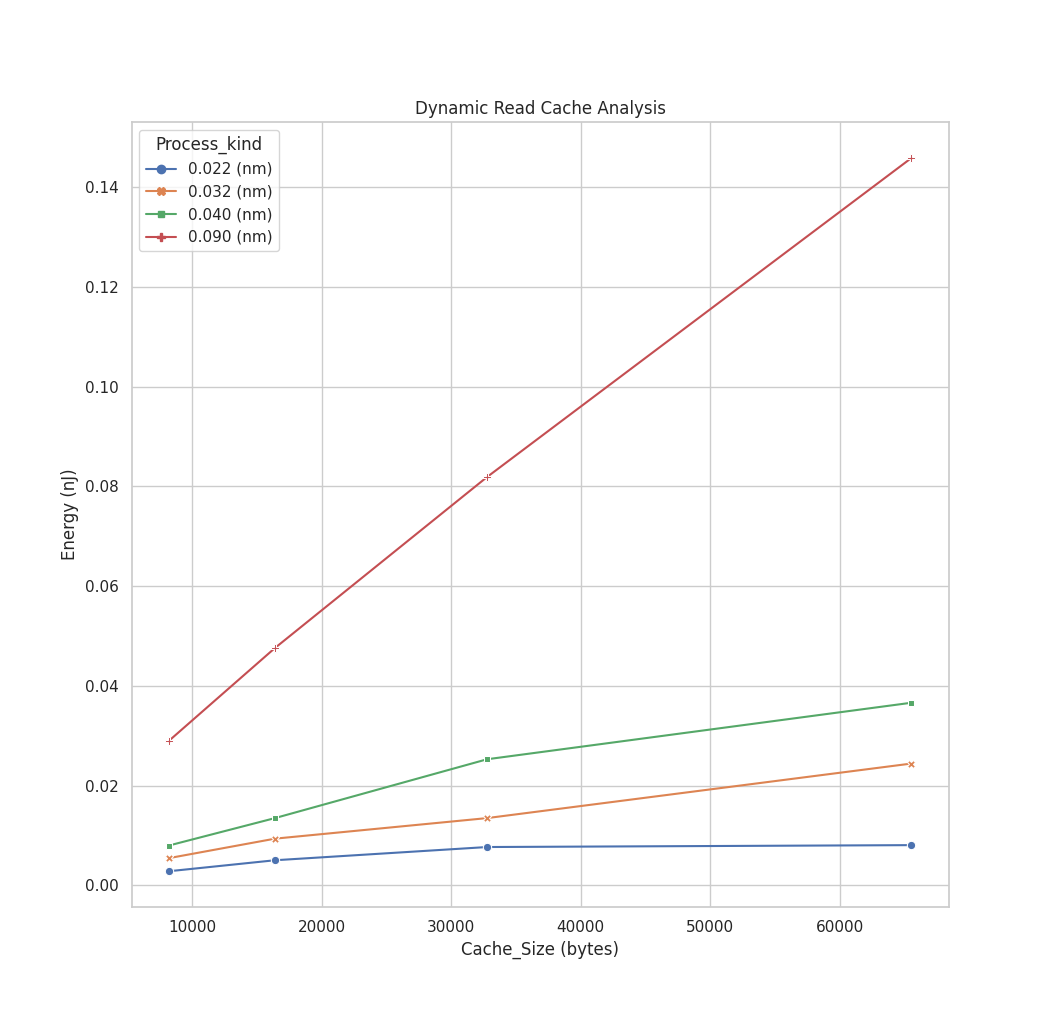 Dynamic Read Cache Analysis
Process_kind
0.022 (nm)
0.032 (nm)
0.040 (nm)
0.090 (nm)
0.14
0.12
0.10
0.08
0.06
0.04
0.02
0.00
Energy (nJ)
10000 20000 30000 40000 50000 60000
Cache_Size (bytes)